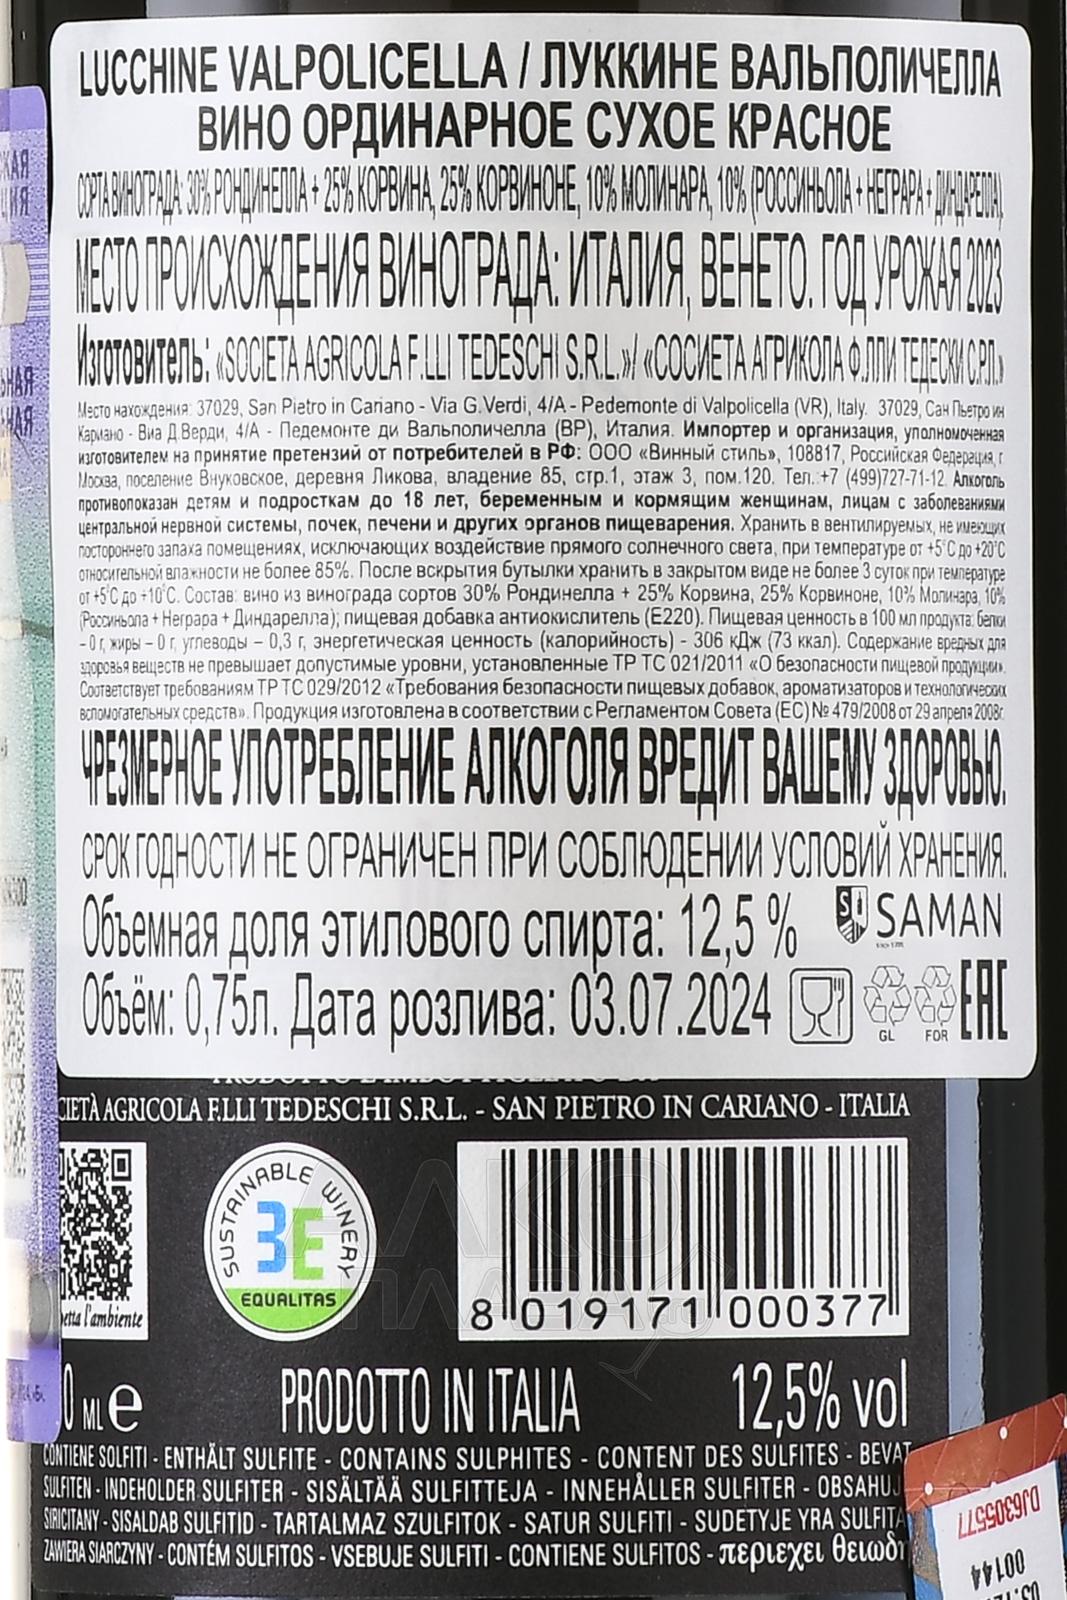 LUCCHINE VALPOLICELLA / ЛУККИНЕ ВАЛЬПОЛИЧЕЛЛА
ВИНО ОРДИНАРНОЕ СУХОЕ КРАСНОЕ
СОРТА ВИНОГРАДА: 30% РОНДИНЕЛЛА + 25% КОРВИНА, 25% КОРВИНОНЕ, 10% МОЛИНАРА, 10% (РОССИНЬОЛА + НЕГРАРА + ДИНДАРЕЛЛА).
МЕСТО ПРОИСХОЖДЕНИЯ ВИНОГРАДА: ИТАЛИЯ, ВЕНЕТО. ГОД УРОЖАЯ 2023
Изготовитель: «SOCIETA AGRICOLA F.LLI TEDESCHI S.R.L.»/ «СОСИЕТА АГРИКОЛА Ф.ЛЛИ ТЕДЕСКИ С.Р.Л.»
Место нахождения: 37029, San Pietro in Cariano - Via G.Verdi, 4/A - Pedemonte di Valpolicella (VR), Italy. 37029, Сан Пьетро ин
Кариано - Виа Д.Верди, 4/А - Педемонте ди Вальполичелла (ВР), Италия. Импортер и организация, уполномоченная
изготовителем на принятие претензий от потребителей в РФ: ООО «Винный стиль», 108817, Российская Федерация, г.
Москва, поселение Внуковское, деревня Ликова, владение 85, стр.1, этаж 3, пом.120. Тел.:+7 (499)727-71-12. Алкоголь
противопоказан детям и подросткам до 18 лет, беременным и кормящим женщинам, лицам с заболеваниями
центральной нервной системы, почек, печени и других органов пищеварения. Хранить в вентилируемых, не имеющих
постороннего запаха помещениях, исключающих воздействие прямого солнечного света, при температуре от +5˚С до +20˚С
относительной влажности не более 85%. После вскрытия бутылки хранить в закрытом виде не более 3 суток при температуре
от +5˚С до +10˚С. Состав: вино из винограда сортов 30% Рондинелла + 25% Корвина, 25% Корвиноне, 10% Молинара, 10%
(Россиньола + Неграра + Диндарелла); пищевая добавка антиокислитель (Е220). Пищевая ценность в 100 мл продукта: белки
– 0 г, жиры – 0 г, углеводы – 0,3 г, энергетическая ценность (калорийность) - 306 кДж (73 ккал). Содержание вредных для
здоровья веществ не превышает допустимые уровни, установленные ТР ТС 021/2011 «О безопасности пищевой продукции».
Соответствует требованиям ТР ТС 029/2012 «Требования безопасности пищевых добавок, ароматизаторов и технологических
вспомогательных средств». Продукция изготовлена в соответствии с Регламентом Совета (ЕС) № 479/2008 от 29 апреля 2008г.
ЧРЕЗМЕРНОЕ УПОТРЕБЛЕНИЕ АЛКОГОЛЯ ВРЕДИТ ВАШЕМУ ЗДОРОВЬЮ.
СРОК ГОДНОСТИ НЕ ОГРАНИЧЕН ПРИ СОБЛЮДЕНИИ УСЛОВИЙ ХРАНЕНИЯ.
Объемная доля этилового спирта: 12,5 %
SAMAN
Объём: 0,75л. Дата розлива: 03.07.2024
GL
FOR
EAC
CIETÀ AGRICOLA F.LLI TEDESCHI S.R.L. - SAN PIETRO IN CARIANO - ITALIA
SUSTAINABLE WINERY
3E
EQUALITAS
etta l'ambiente
8 019171 000377
0 ML e
PRODOTTO IN ITALIA
12,5% vol
CONTIENE SOLFITI - ENTHÄLT SULFITE - CONTAINS SULPHITES - CONTENT DES SULFITES - BEVAT
SULFITEN - INDEHOLDER SULFITER - SISÄLTÄÄ SULFITTEJA - INNEHÅLLER SULFITER - OBSAHUJ
SIRICITANY - SISALDAB SULFITID - TARTALMAZ SZULFITOK - SATUR SULFITI - SUDETYJE YRA SULFITA
ZAWIERA SIARCZYNY - CONTÉM SULFITOS - VSEBUJE SULFITI - CONTIENE SULFITOS - περιεχει θειωδη
DJ6305577
00144